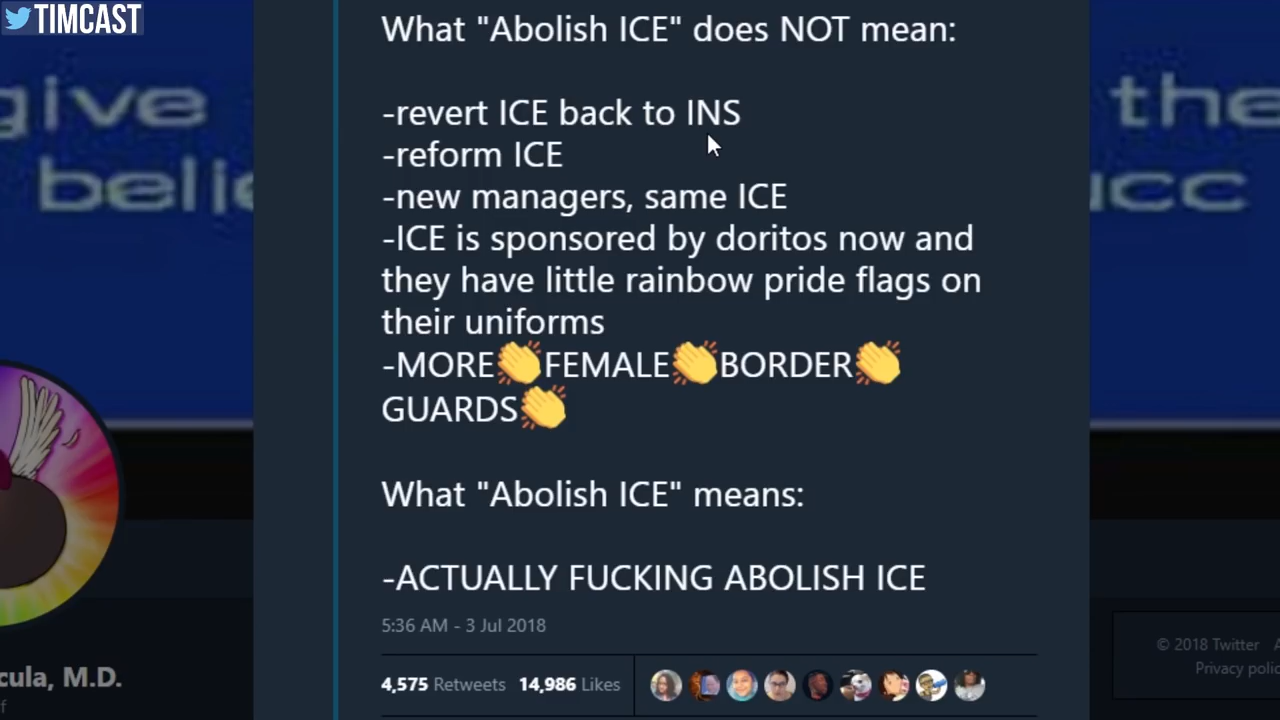 TIMCAST
What "Abolish ICE" does NOT mean:
give
the
-revert ICE back to INS
-reform ICE
-new managers, same ICE
-ICE is sponsored by doritos now and
they have little rainbow pride flags on
their uniforms
-MORE👏FEMALE👏BORDER👏
GUARDS👏
What "Abolish ICE" means:
-ACTUALLY FUCKING ABOLISH ICE
5:36 AM - 3 Jul 2018
© 2018 Twitter
cula, M.D.
Privacy polic
4,575 Retweets 14,986 Likes